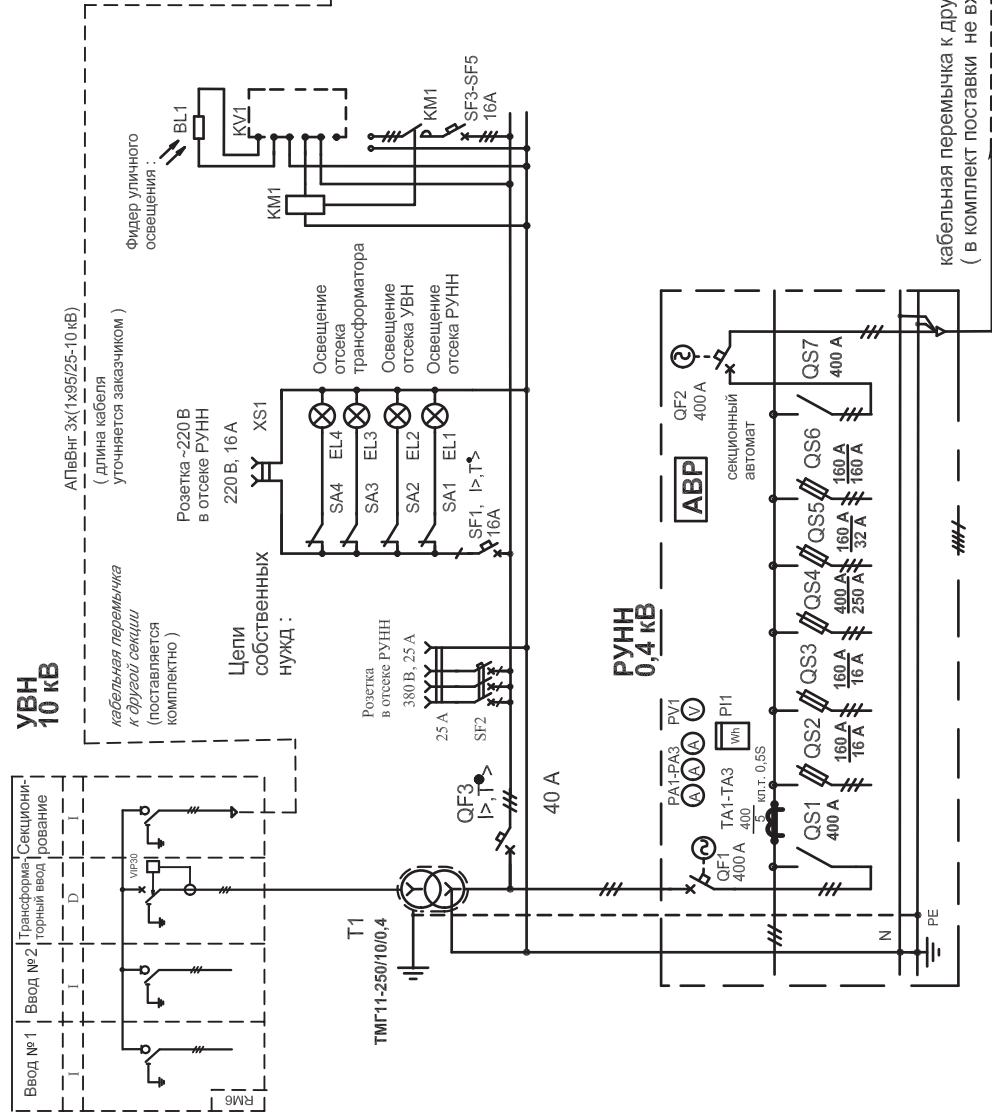 УВН
10 кВ
Ввод №1
Ввод №2
Трансформа-
торный ввод
Секциони-
рование
I
I
D
I
VIP30
RM6
кабельная перемычка
к другой секции
(поставляется
комплектно )
АПвВнг 3х(1х95/25-10 кВ)
( длина кабеля
уточняется заказчиком )
Т1
ТМГ11-250/10/0,4
QF3
I>,T>
40 А
Розетка
в отсеке РУНН
380 В, 25 А
25 А
SF2
Цепи
собственных
нужд :
Розетка ~220 В
в отсеке РУНН
220 В, 16 А
XS1
SF1, I>,T>
16А
SA4
EL4
SA3
EL3
SA2
EL2
SA1
EL1
Освещение
отсека
трансформатора
Освещение
отсека УВН
Освещение
отсека РУНН
Фидер уличного
освещения :
BL1
KV1
KM1
KM1
SF3-SF5
16А
РУНН
0,4 кВ
PA1-PA3
PV1
A
A
A
V
Wh
PI1
QF1
400 А
TA1-TA3
400
5
кл.т. 0,5S
QS1
400 А
QS2
160 А
16 А
QS3
160 А
16 А
QS4
400 А
250 А
QS5
160 А
32 А
QS6
160 А
160 А
QS7
400 А
АВР
QF2
400 А
секционный
автомат
N
PE
кабельная перемычка к
( в комплект поставки не